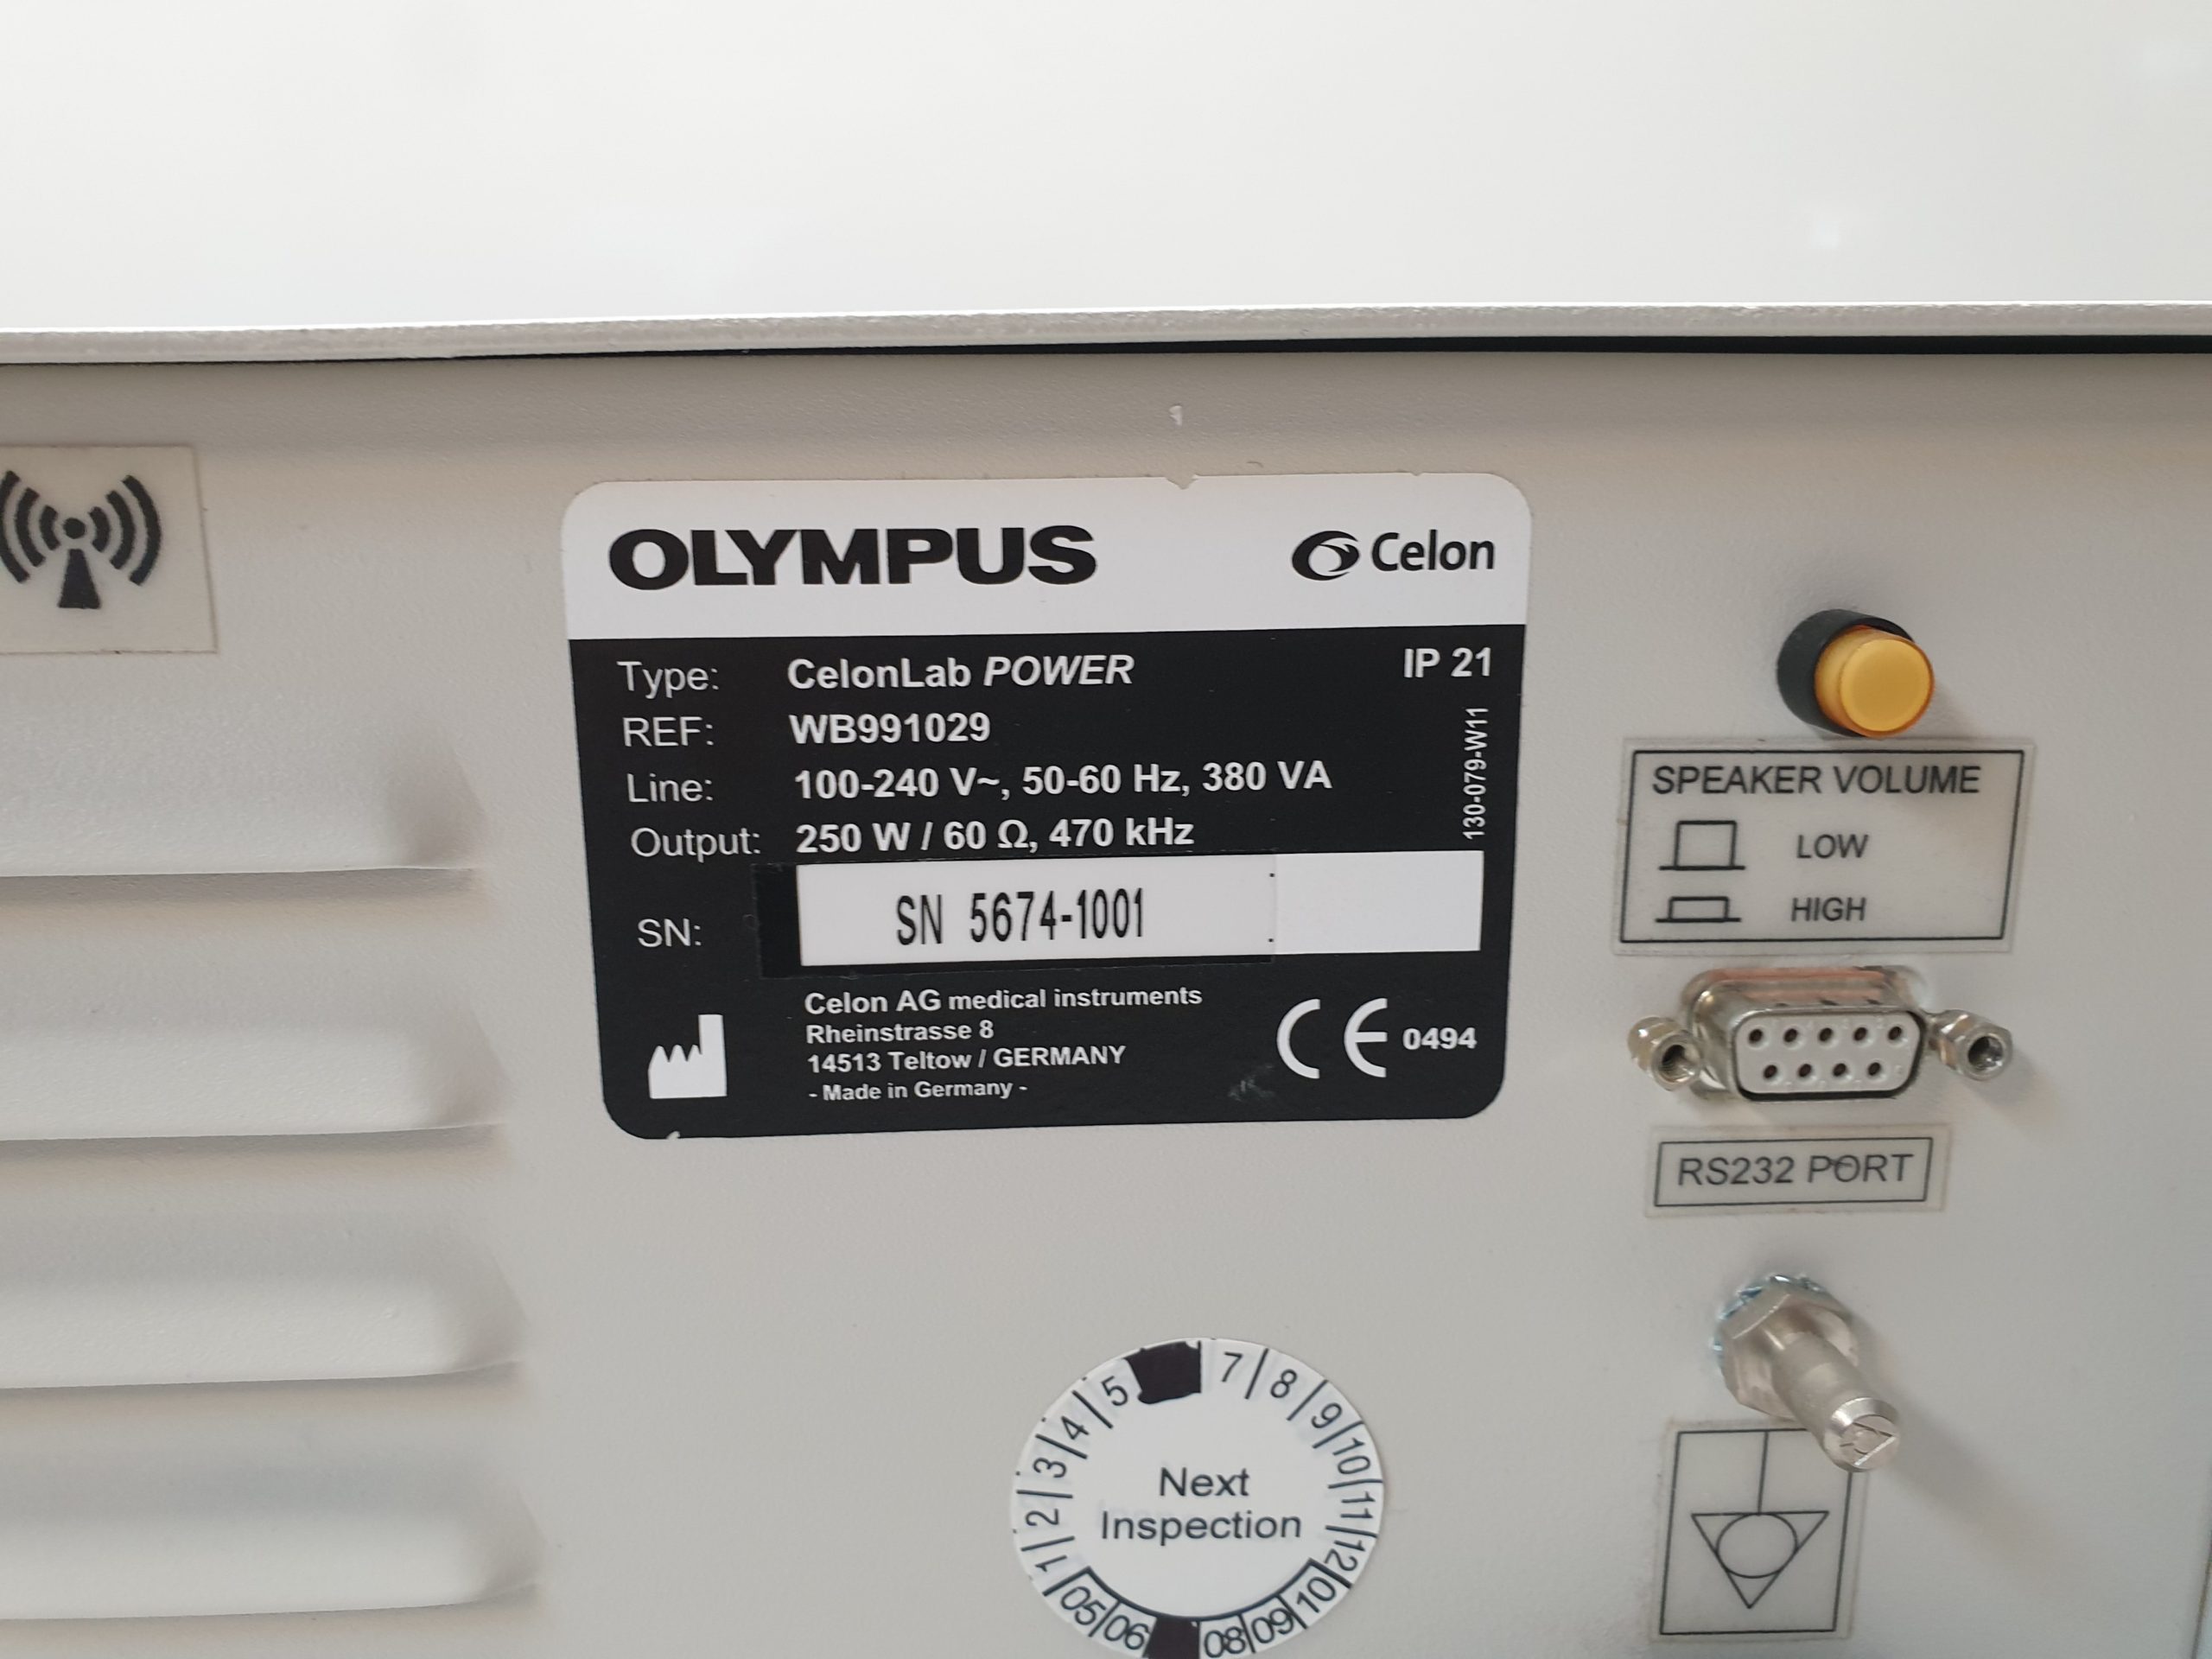 OLYMPUS Celon
Type: CelonLab POWER IP 21
REF: WB991029
Line: 100-240 V~, 50-60 Hz, 380 VA
Output: 250 W / 60 Ω, 470 kHz
130-079-W11
SN: SN 5674-1001
Celon AG medical instruments
Rheinstrasse 8
14513 Teltow / GERMANY
- Made in Germany -
CE 0494
SPEAKER VOLUME
LOW
HIGH
RS232 PORT
1 2 3 4 5 7 8 9 10 11 12
Next
Inspection
05 06 08 09 10